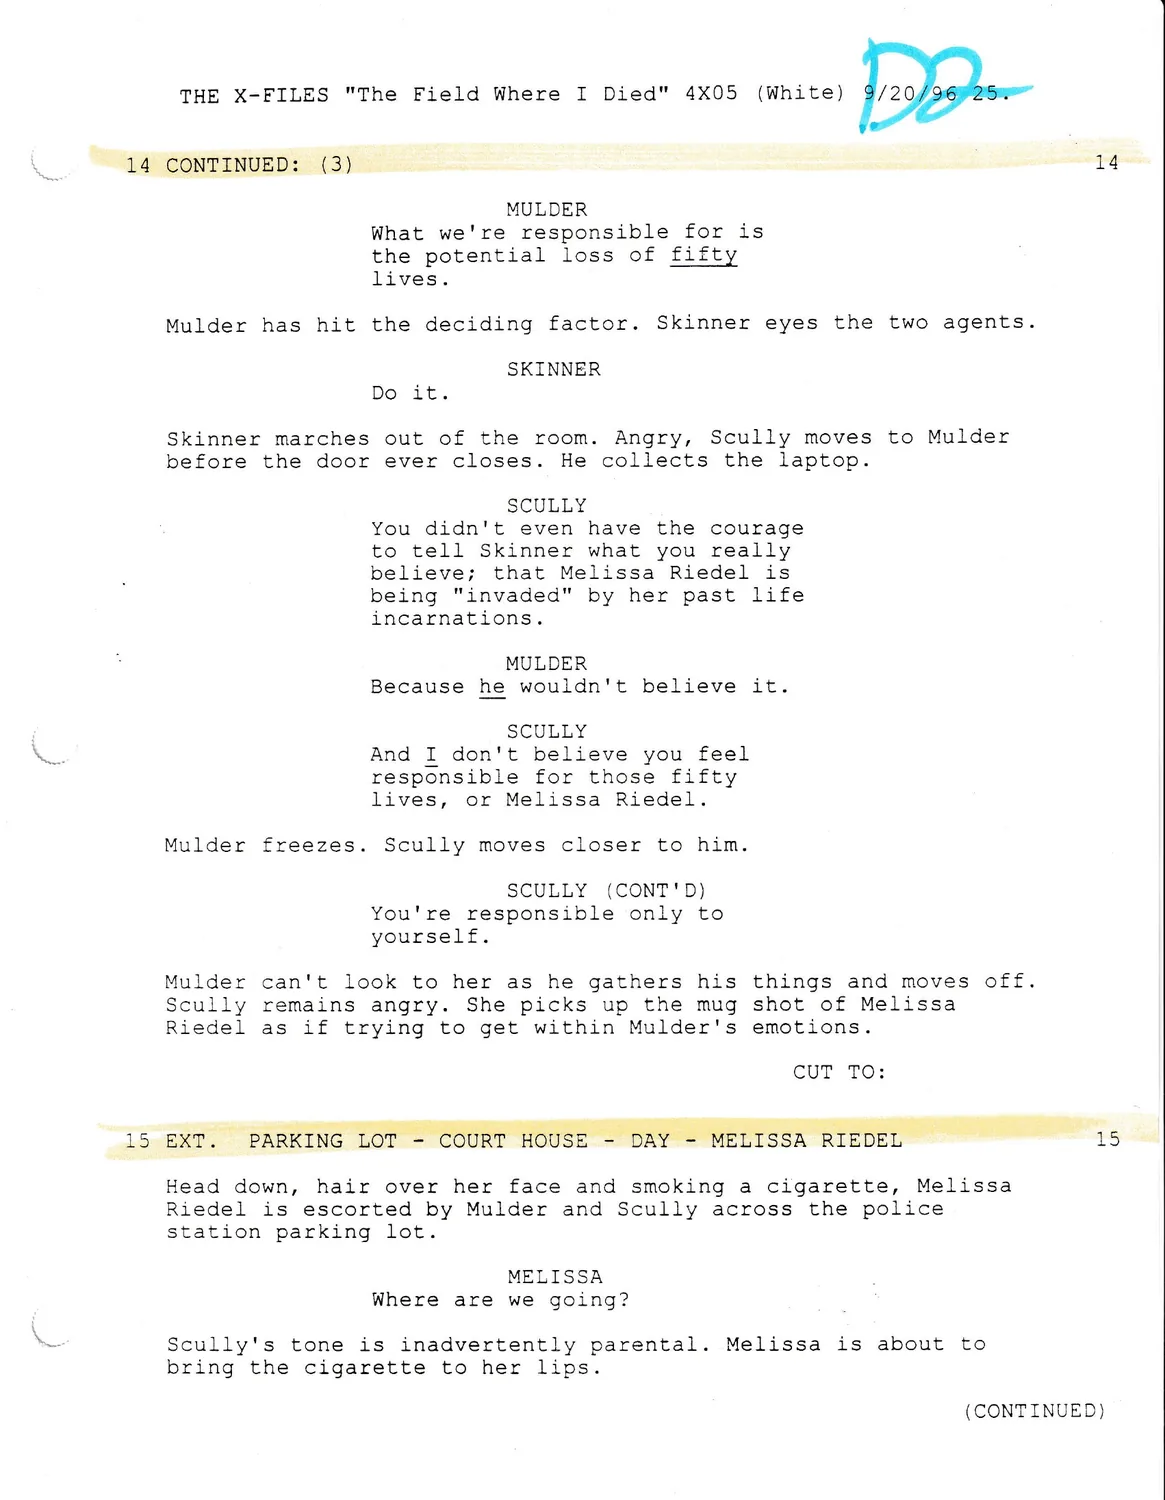 THE X-FILES "The Field Where I Died" 4X05 (White) 9/20/96 25.
14 CONTINUED: (3) 14
MULDER
What we're responsible for is
the potential loss of fifty
lives.
Mulder has hit the deciding factor. Skinner eyes the two agents.
SKINNER
Do it.
Skinner marches out of the room. Angry, Scully moves to Mulder
before the door ever closes. He collects the laptop.
SCULLY
You didn't even have the courage
to tell Skinner what you really
believe; that Melissa Riedel is
being "invaded" by her past life
incarnations.
MULDER
Because he wouldn't believe it.
SCULLY
And I don't believe you feel
responsible for those fifty
lives, or Melissa Riedel.
Mulder freezes. Scully moves closer to him.
SCULLY (CONT'D)
You're responsible only to
yourself.
Mulder can't look to her as he gathers his things and moves off.
Scully remains angry. She picks up the mug shot of Melissa
Riedel as if trying to get within Mulder's emotions.
CUT TO:
15 EXT. PARKING LOT - COURT HOUSE - DAY - MELISSA RIEDEL 15
Head down, hair over her face and smoking a cigarette, Melissa
Riedel is escorted by Mulder and Scully across the police
station parking lot.
MELISSA
Where are we going?
Scully's tone is inadvertently parental. Melissa is about to
bring the cigarette to her lips.
(CONTINUED)